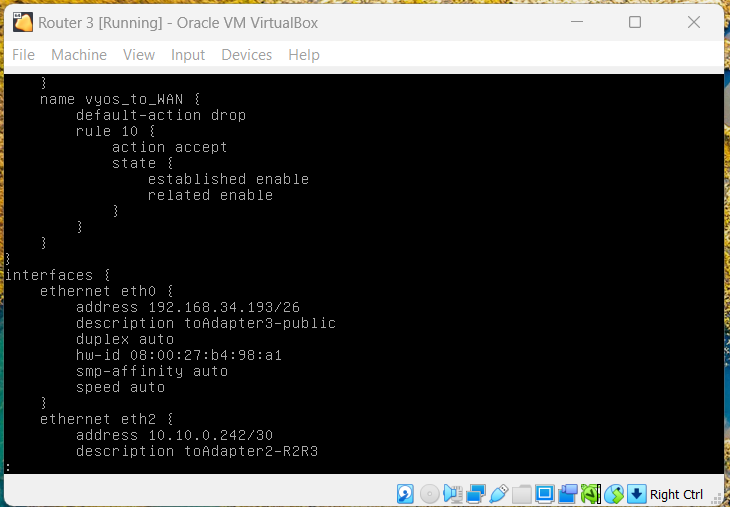 Router 3 [Running] - Oracle VM VirtualBox
File Machine View Input Devices Help
    }
    name vyos_to_WAN {
        default-action drop
        rule 10 {
            action accept
            state {
                established enable
                related enable
            }
        }
    }
}
interfaces {
    ethernet eth0 {
        address 192.168.34.193/26
        description toAdapter3-public
        duplex auto
        hw-id 08:00:27:b4:98:a1
        smp-affinity auto
        speed auto
    }
    ethernet eth2 {
        address 10.10.0.242/30
        description toAdapter2-R2R3
:
Right Ctrl